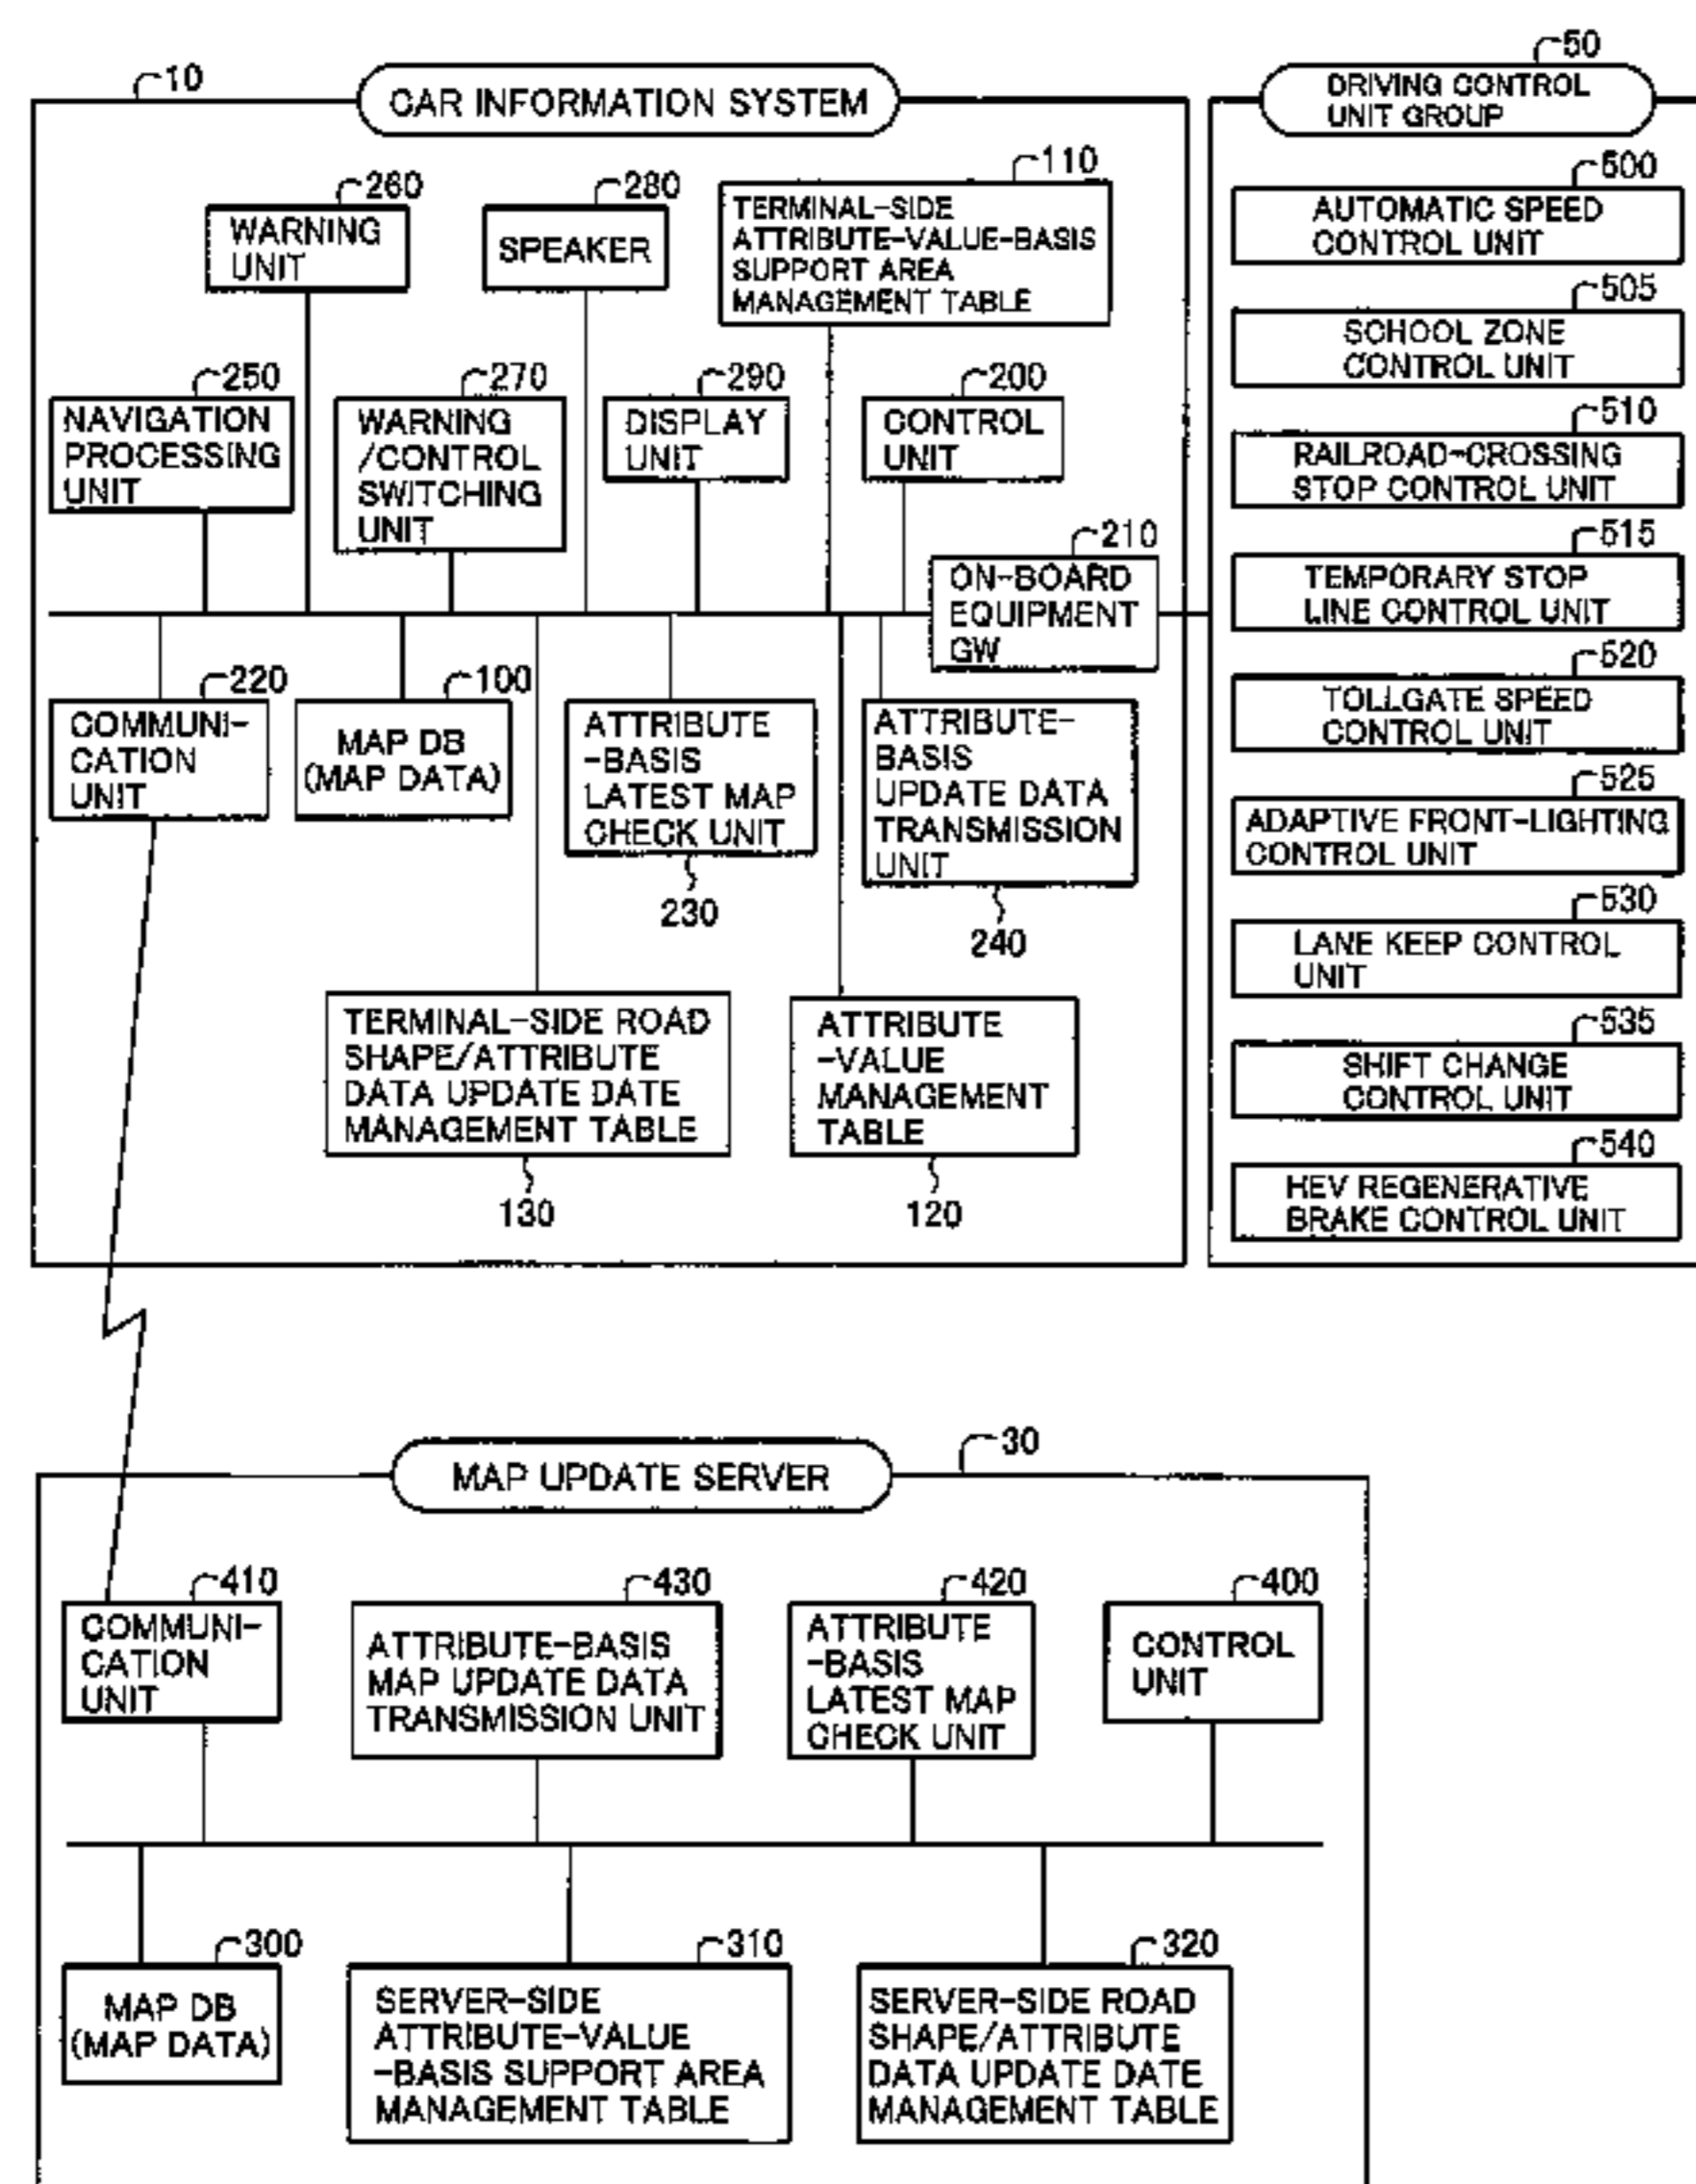 10
CAR INFORMATION SYSTEM
260
WARNING
UNIT
280
SPEAKER
110
TERMINAL-SIDE
ATTRIBUTE-VALUE-BASIS
SUPPORT AREA
MANAGEMENT TABLE
250
NAVIGATION
PROCESSING
UNIT
270
WARNING
/CONTROL
SWITCHING
UNIT
290
DISPLAY
UNIT
200
CONTROL
UNIT
210
ON-BOARD
EQUIPMENT
GW
220
COMMUNI-
CATION
UNIT
100
MAP DB
(MAP DATA)
ATTRIBUTE
-BASIS
LATEST MAP
CHECK UNIT
230
ATTRIBUTE-
BASIS
UPDATE DATA
TRANSMISSION
UNIT
240
TERMINAL-SIDE ROAD
SHAPE/ATTRIBUTE
DATA UPDATE DATE
MANAGEMENT TABLE
130
ATTRIBUTE
-VALUE
MANAGEMENT
TABLE
120
50
DRIVING CONTROL
UNIT GROUP
500
AUTOMATIC SPEED
CONTROL UNIT
505
SCHOOL ZONE
CONTROL UNIT
510
RAILROAD-CROSSING
STOP CONTROL UNIT
515
TEMPORARY STOP
LINE CONTROL UNIT
520
TOLLGATE SPEED
CONTROL UNIT
525
ADAPTIVE FRONT-LIGHTING
CONTROL UNIT
530
LANE KEEP CONTROL
UNIT
535
SHIFT CHANGE
CONTROL UNIT
540
HEV REGENERATIVE
BRAKE CONTROL UNIT
30
MAP UPDATE SERVER
410
COMMUNI-
CATION
UNIT
430
ATTRIBUTE-BASIS
MAP UPDATE DATA
TRANSMISSION UNIT
420
ATTRIBUTE
-BASIS
LATEST MAP
CHECK UNIT
400
CONTROL
UNIT
300
MAP DB
(MAP DATA)
310
SERVER-SIDE
ATTRIBUTE-VALUE
-BASIS SUPPORT AREA
MANAGEMENT TABLE
320
SERVER-SIDE ROAD
SHAPE/ATTRIBUTE
DATA UPDATE DATE
MANAGEMENT TABLE